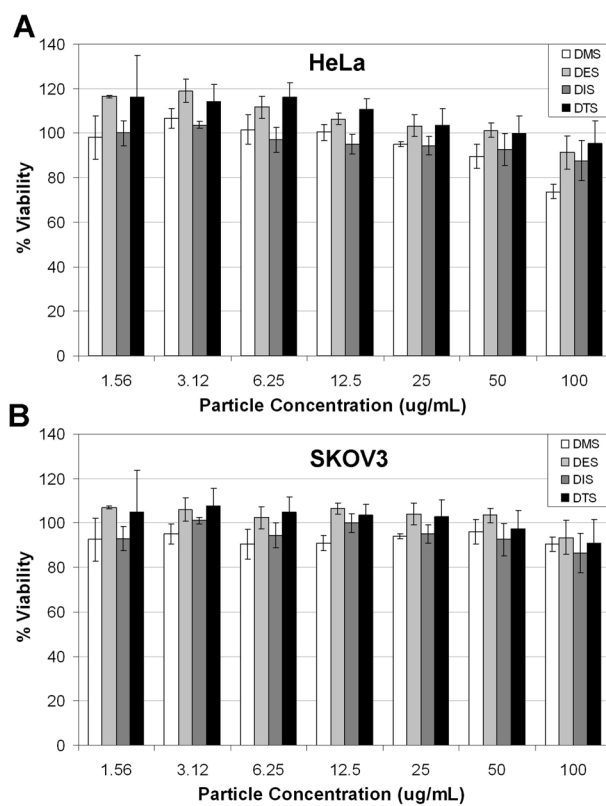 A
HeLa
DMS
DES
DIS
DTS
140
120
100
80
60
40
20
0
% Viability
1.56 3.12 6.25 12.5 25 50 100
Particle Concentration (ug/mL)
B
SKOV3
DMS
DES
DIS
DTS
140
120
100
80
60
40
20
0
% Viability
1.56 3.12 6.25 12.5 25 50 100
Particle Concentration (ug/mL)